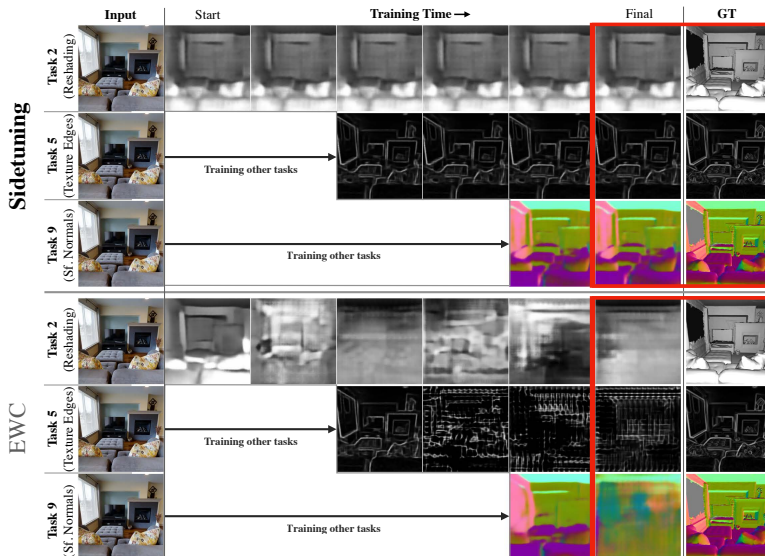 Input Start Training Time → Final GT
Sidetuning
Task 2
(Reshading)
Task 5
(Texture Edges)
Training other tasks
Task 9
(Sf. Normals)
Training other tasks
EWC
Task 2
(Reshading)
Task 5
(Texture Edges)
Training other tasks
Task 9
(Sf. Normals)
Training other tasks